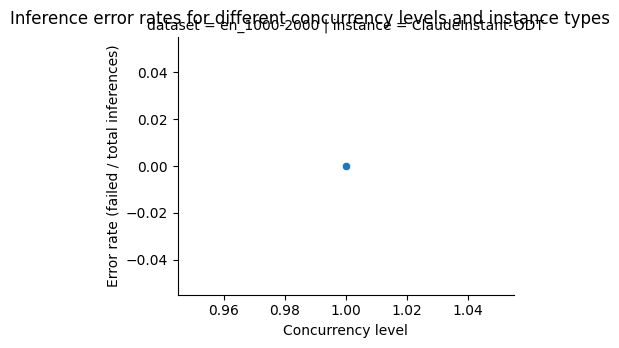 Inference error rates for different concurrency levels and instance types
dataset = en_1000-2000 | instance = ClaudeInstant-ODT
Error rate (failed / total inferences)
0.04
0.02
0.00
−0.02
−0.04
0.96
0.98
1.00
1.02
1.04
Concurrency level